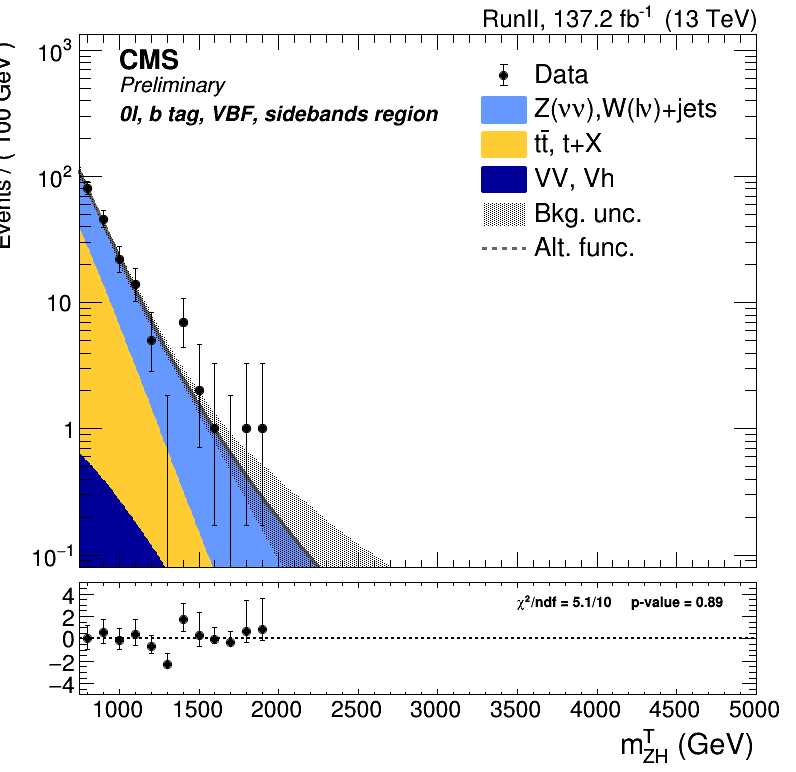 RunII, 137.2 fb⁻¹ (13 TeV)
CMS
Preliminary
0l, b tag, VBF, sidebands region
Data
Z(νν),W(lν)+jets
tt̄, t+X
VV, Vh
Bkg. unc.
Alt. func.
Events / ( 100 GeV )
10³
10²
10
1
10⁻¹
χ²/ndf = 5.1/10 p-value = 0.89
4
2
0
−2
−4
1000 1500 2000 2500 3000 3500 4000 4500 5000
m^T_ZH (GeV)